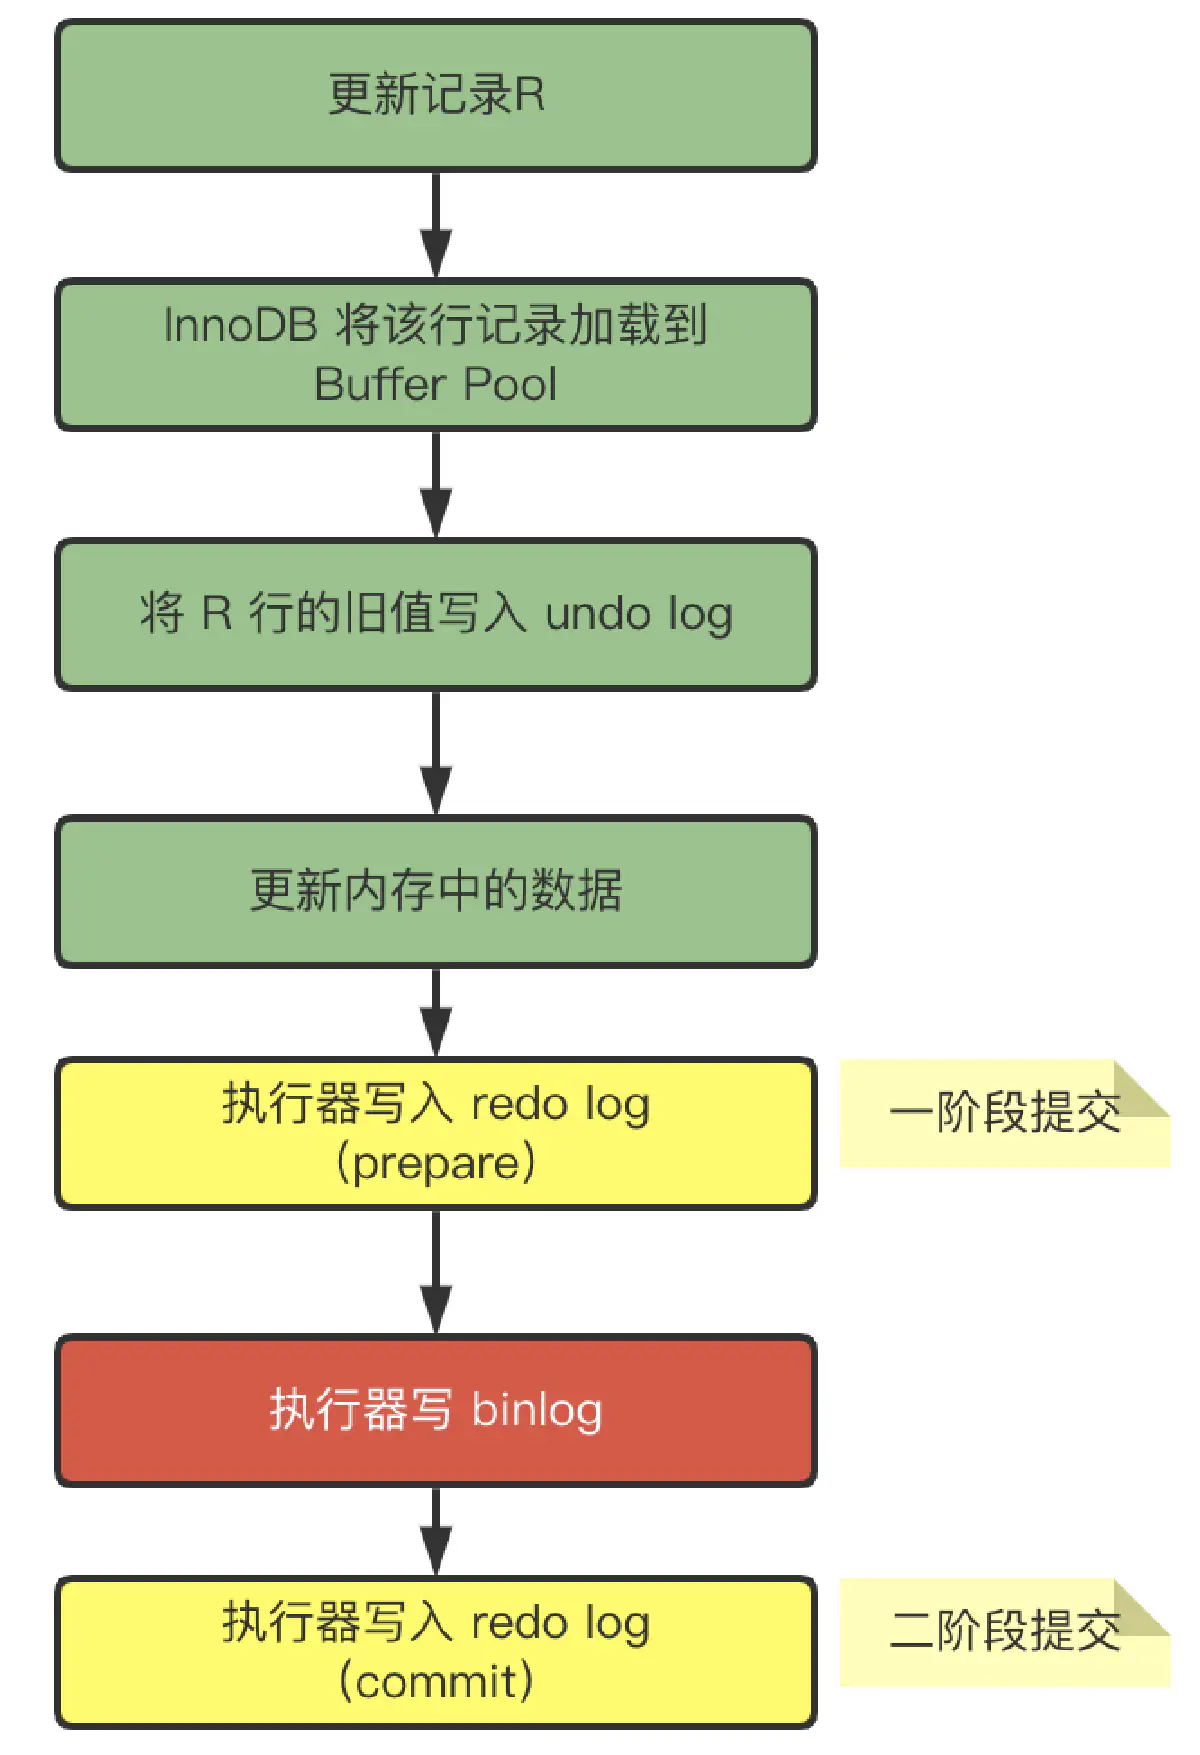 更新记录R
InnoDB 将该行记录加载到
Buffer Pool
将 R 行的旧值写入 undo log
更新内存中的数据
执行器写入 redo log
（prepare）
一阶段提交
执行器写 binlog
执行器写入 redo log
（commit）
二阶段提交